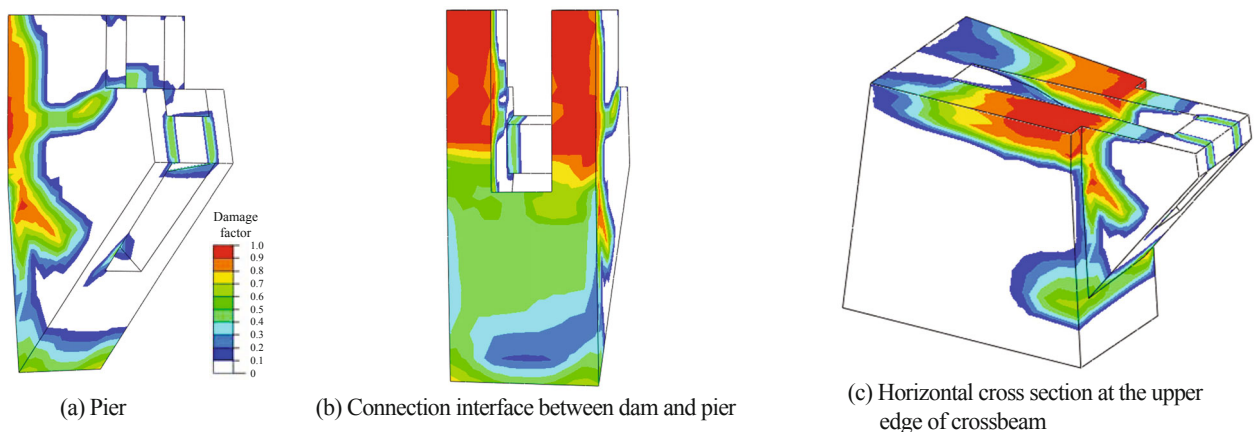 Damage
factor
1.0
0.9
0.8
0.7
0.6
0.5
0.4
0.3
0.2
0.1
0
(a) Pier
(b) Connection interface between dam and pier
(c) Horizontal cross section at the upper
edge of crossbeam